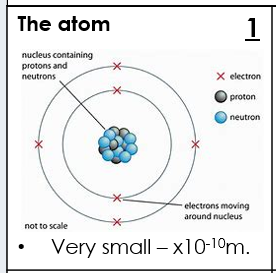 The atom
1
nucleus containing
protons and
neutrons
electron
proton
neutron
electrons moving
around nucleus
not to scale
• Very small – x10⁻¹⁰m.